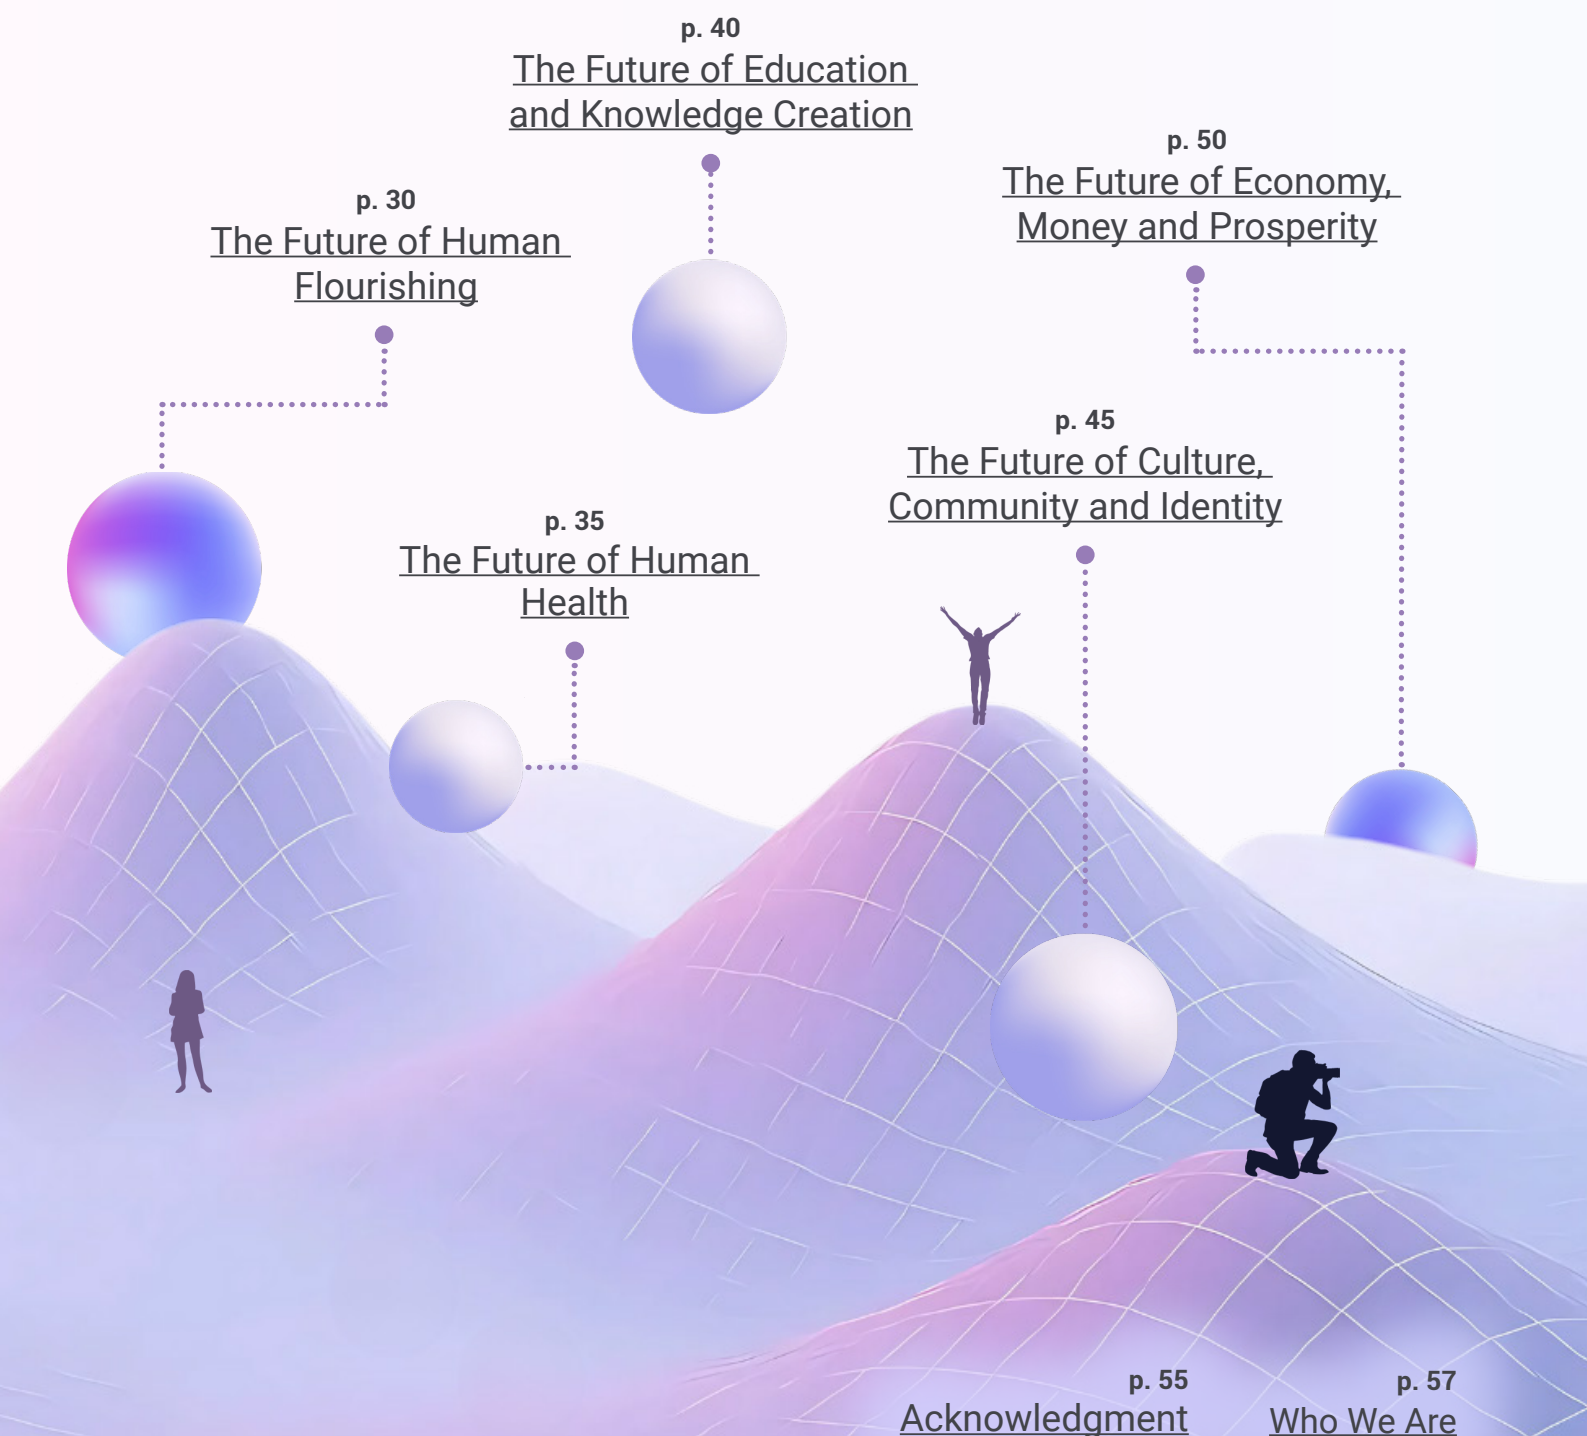 p. 40
The Future of Education
and Knowledge Creation
p. 50
The Future of Economy,
Money and Prosperity
p. 30
The Future of Human
Flourishing
p. 45
The Future of Culture,
Community and Identity
p. 35
The Future of Human
Health
p. 55
Acknowledgment
p. 57
Who We Are